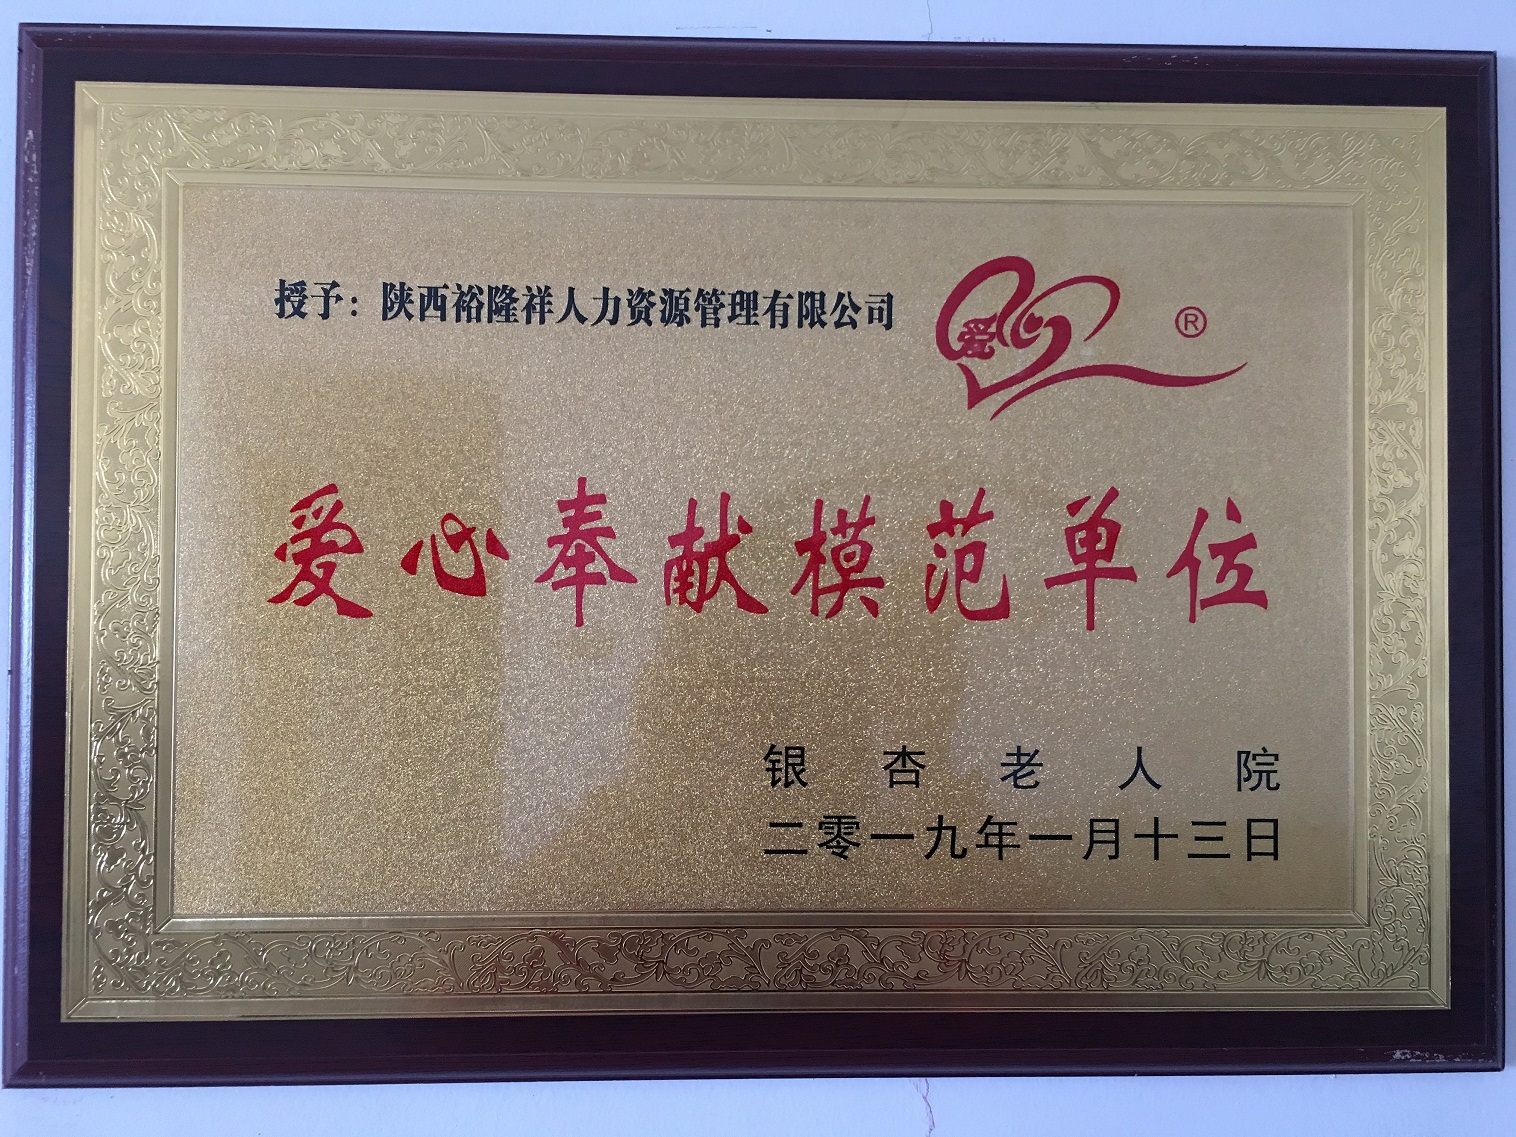 授予：陕西裕隆祥人力资源管理有限公司
爱心
®
爱心奉献模范单位
银杏老人院
二零一九年一月十三日